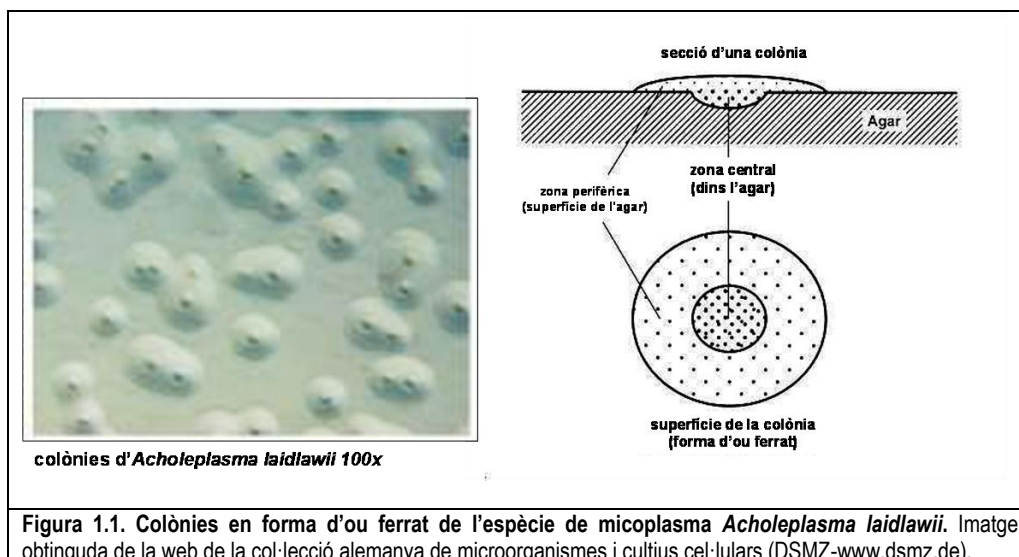 secció d'una colònia
Agar
zona central
(dins l'agar)
zona perifèrica
(superfície de l'agar)
superfície de la colònia
(forma d'ou ferrat)
colònies d'Acholeplasma laidlawii 100x
Figura 1.1. Colònies en forma d'ou ferrat de l'espècie de micoplasma Acholeplasma laidlawii. Imatge
obtinguda de la web de la col·lecció alemanya de microorganismes i cultius cel·lulars (DSMZ-www.dsmz.de).